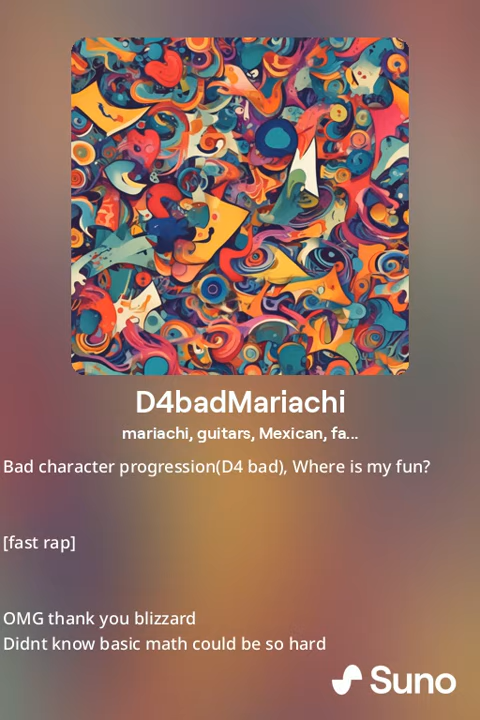 D4badMariachi
mariachi, guitars, Mexican, fa...
Bad character progression(D4 bad), Where is my fun?
[fast rap]
OMG thank you blizzard
Didnt know basic math could be so hard
Suno